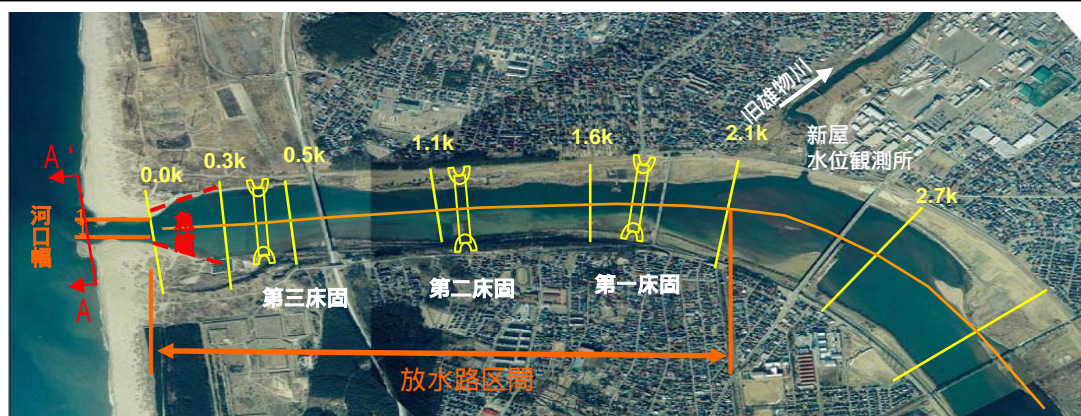 旧雄物川
新屋
水位観測所
A‘
0.0k
0.3k
0.5k
1.1k
1.6k
2.1k
2.7k
河口幅
A
第三床固
第二床固
第一床固
放水路区間